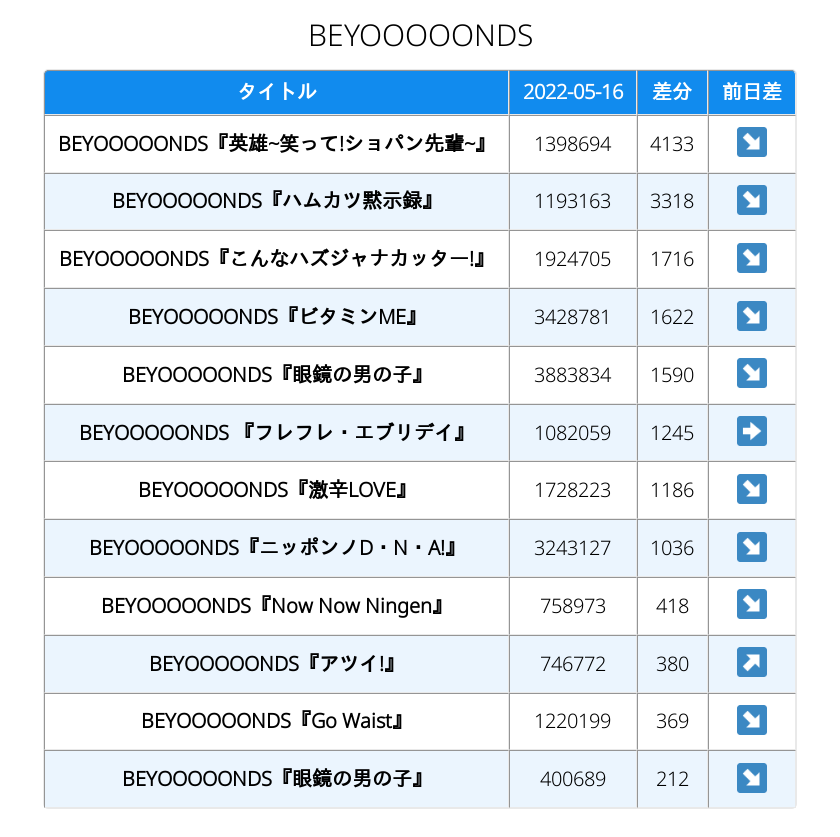 BEYOOOOONDS
タイトル 2022-05-16 差分 前日差
BEYOOOOONDS『英雄~笑って!ショパン先輩~』 1398694 4133 ↘
BEYOOOOONDS『ハムカツ黙示録』 1193163 3318 ↘
BEYOOOOONDS『こんなハズジャナカッター!』 1924705 1716 ↘
BEYOOOOONDS『ビタミンME』 3428781 1622 ↘
BEYOOOOONDS『眼鏡の男の子』 3883834 1590 ↘
BEYOOOOONDS 『フレフレ・エブリデイ』 1082059 1245 ➡
BEYOOOOONDS『激辛LOVE』 1728223 1186 ↘
BEYOOOOONDS『ニッポンノD・N・A!』 3243127 1036 ↘
BEYOOOOONDS『Now Now Ningen』 758973 418 ↘
BEYOOOOONDS『アツイ!』 746772 380 ↗
BEYOOOOONDS『Go Waist』 1220199 369 ↘
BEYOOOOONDS『眼鏡の男の子』 400689 212 ↘